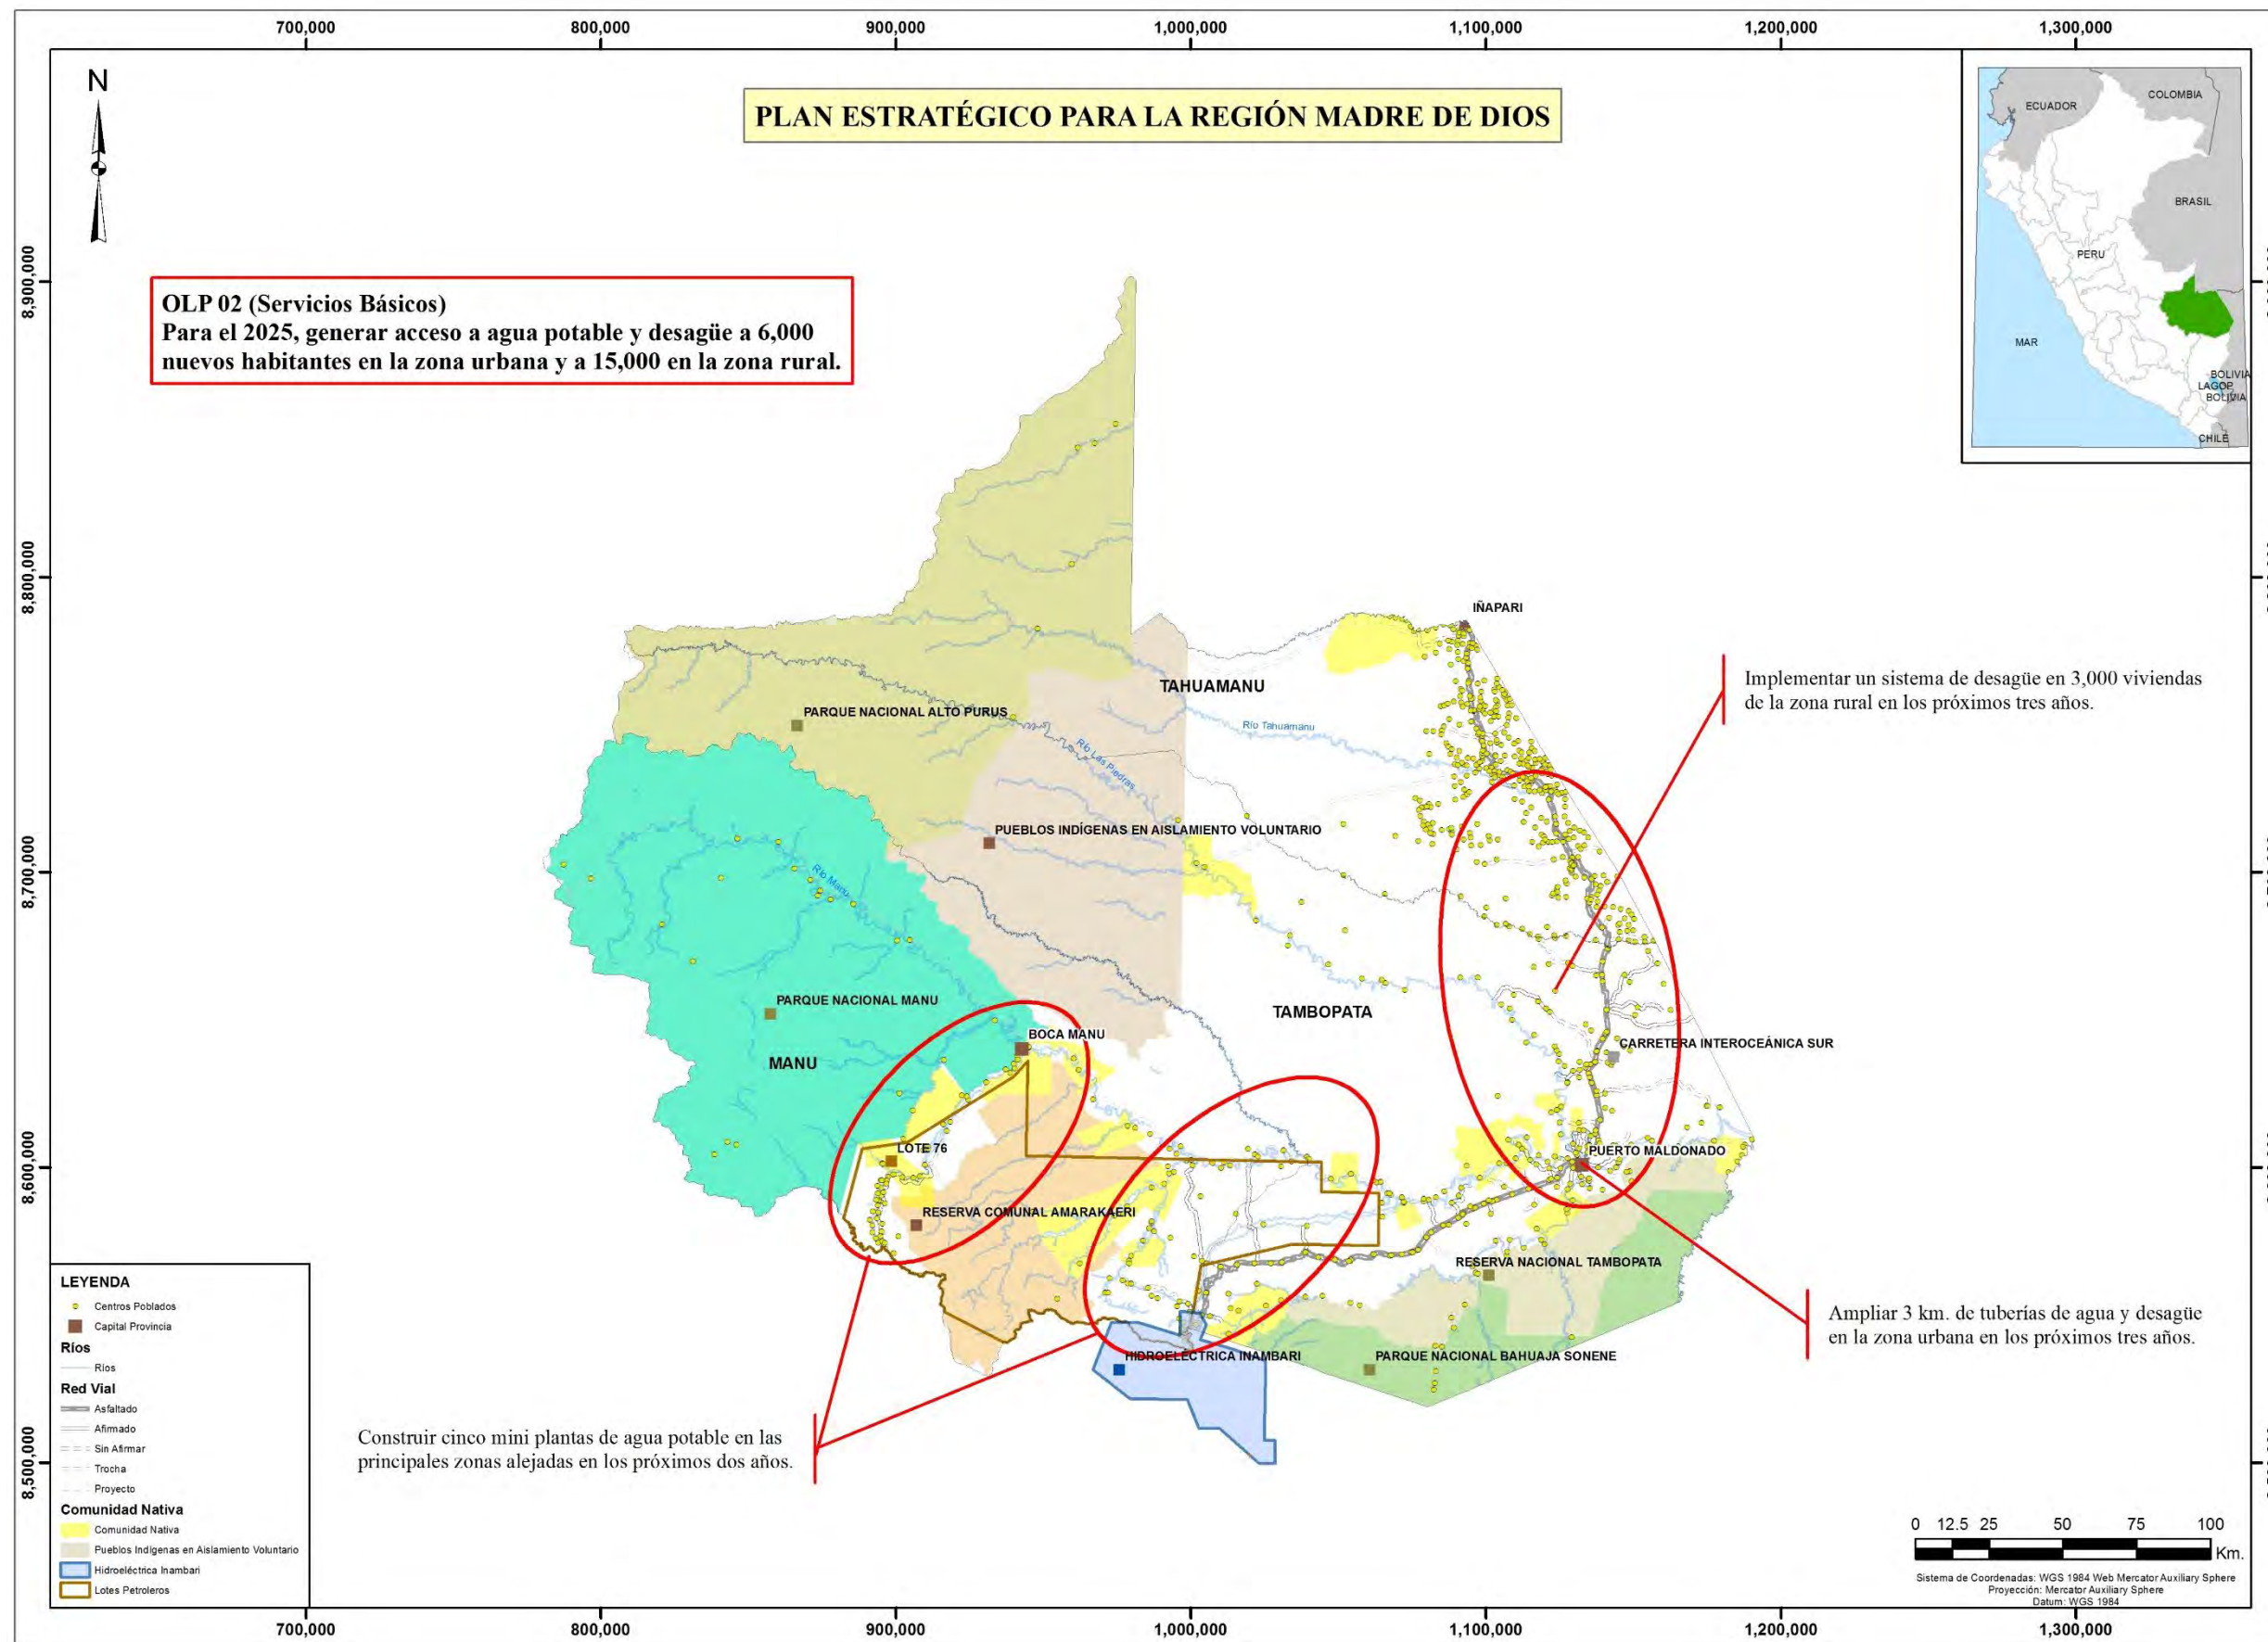 700,000
800,000
900,000
1,000,000
1,100,000
1,200,000
1,300,000
N
PLAN ESTRATÉGICO PARA LA REGIÓN MADRE DE DIOS
ECUADOR
COLOMBIA
BRASIL
PERU
MAR
BOLIVIA
LAGOP
BOLIVIA
CHILE
8,900,000
OLP 02 (Servicios Básicos)
Para el 2025, generar acceso a agua potable y desagüe a 6,000
nuevos habitantes en la zona urbana y a 15,000 en la zona rural.
8,800,000
IÑAPARI
TAHUAMANU
Implementar un sistema de desagüe en 3,000 viviendas
de la zona rural en los próximos tres años.
PARQUE NACIONAL ALTO PURUS
Río Tahuamanu
Río Las Piedras
PUEBLOS INDÍGENAS EN AISLAMIENTO VOLUNTARIO
8,700,000
Río Manu
PARQUE NACIONAL MANU
TAMBOPATA
BOCA MANU
CARRETERA INTEROCEÁNICA SUR
MANU
8,600,000
LOTE 76
PUERTO MALDONADO
RESERVA COMUNAL AMARAKAERI
RESERVA NACIONAL TAMBOPATA
Ampliar 3 km. de tuberías de agua y desagüe
en la zona urbana en los próximos tres años.
HIDROELÉCTRICA INAMBARI
PARQUE NACIONAL BAHUAJA SONENE
Construir cinco mini plantas de agua potable en las
principales zonas alejadas en los próximos dos años.
8,500,000
LEYENDA
Centros Poblados
Capital Provincia
Ríos
Ríos
Red Vial
Asfaltado
Afirmado
Sin Afirmar
Trocha
Proyecto
Comunidad Nativa
Comunidad Nativa
Pueblos Indígenas en Aislamiento Voluntario
Hidroeléctrica Inambari
Lotes Petroleros
0 12.5 25 50 75 100
Km.
Sistema de Coordenadas: WGS 1984 Web Mercator Auxiliary Sphere
Proyección: Mercator Auxiliary Sphere
Datum: WGS 1984
700,000
800,000
900,000
1,000,000
1,100,000
1,200,000
1,300,000